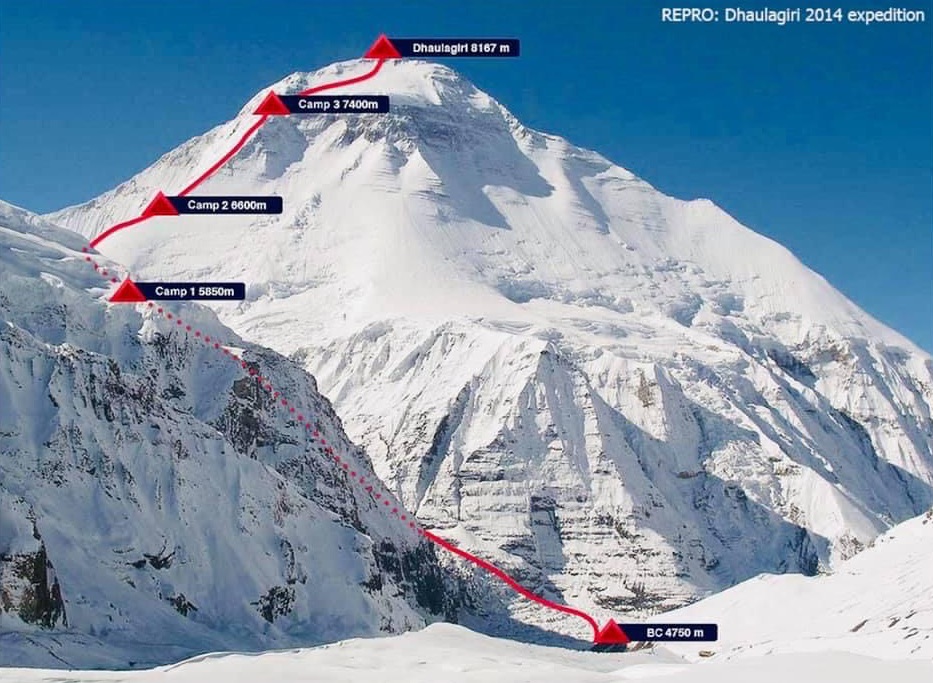 REPRO: Dhaulagiri 2014 expedition
Dhaulagiri 8167 m
Camp 3 7400m
Camp 2 6600m
Camp 1 5850m
BC 4750 m